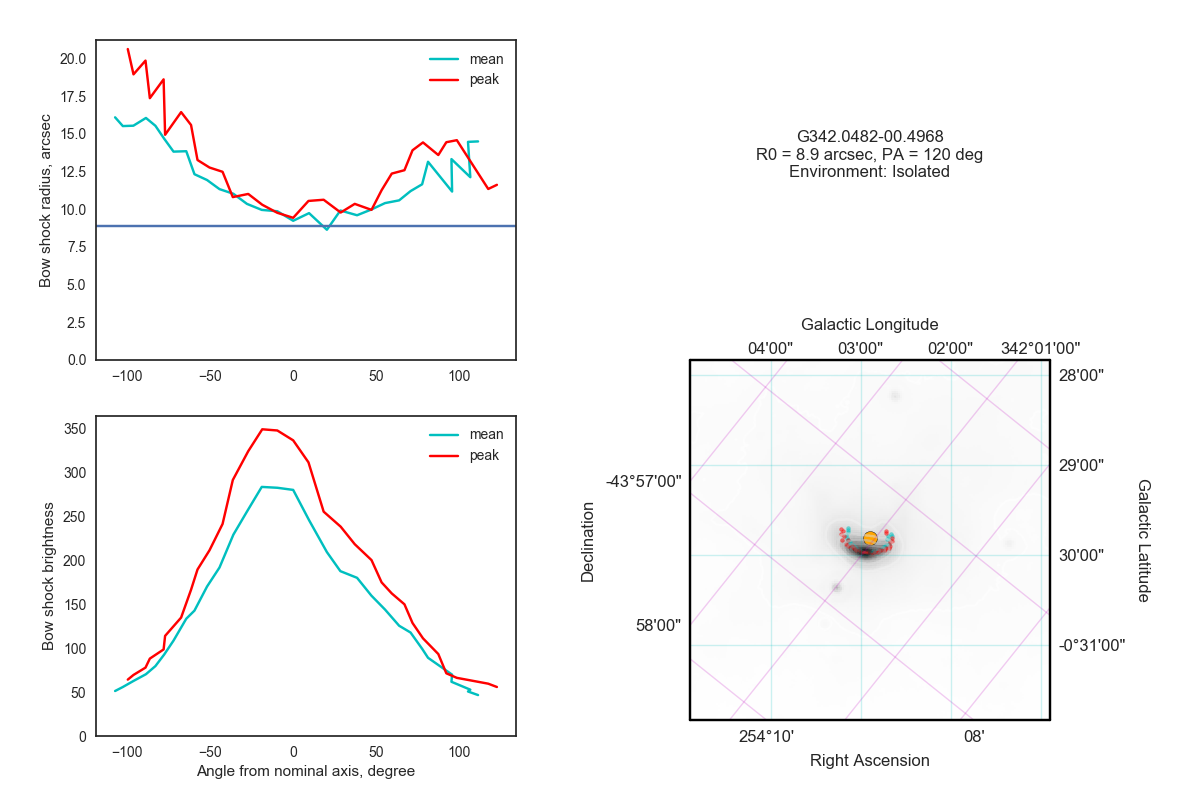 20.0
17.5
15.0
12.5
10.0
7.5
5.0
2.5
0.0
Bow shock radius, arcsec
mean
peak
−100
−50
0
50
100
350
300
250
200
150
100
50
0
Bow shock brightness
mean
peak
−100
−50
0
50
100
Angle from nominal axis, degree
G342.0482-00.4968
R0 = 8.9 arcsec, PA = 120 deg
Environment: Isolated
Galactic Longitude
04'00"
03'00"
02'00"
342°01'00"
28'00"
29'00"
30'00"
-0°31'00"
Galactic Latitude
-43°57'00"
58'00"
Declination
254°10'
08'
Right Ascension